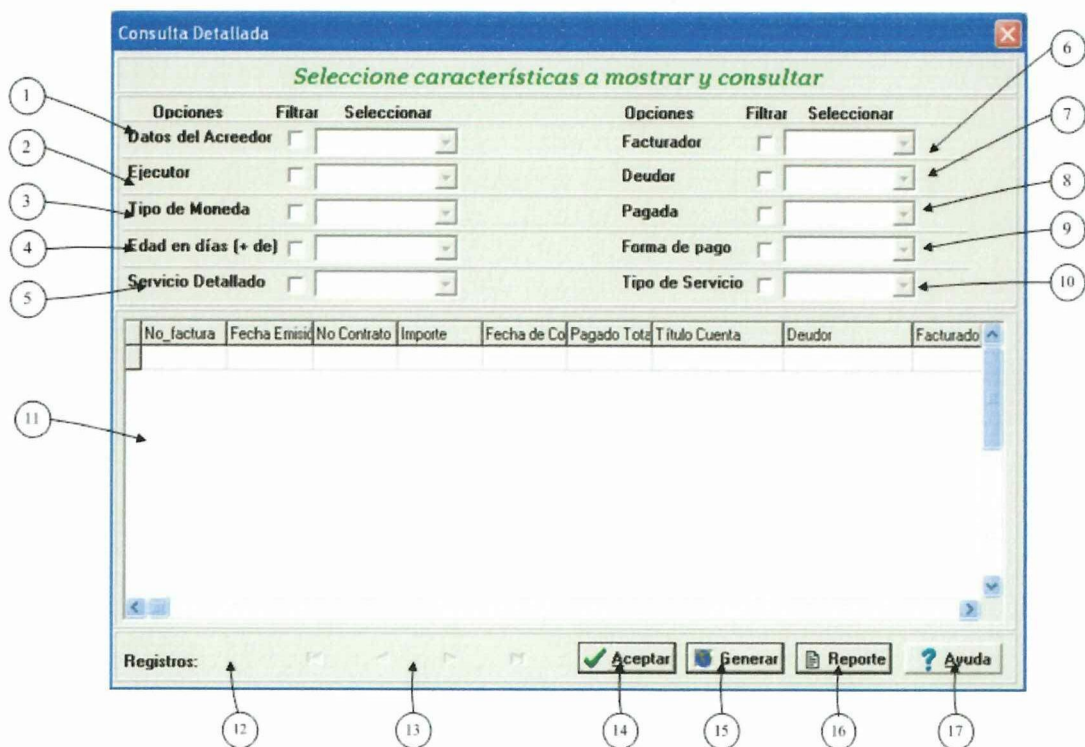 Consulta Detallada
Seleccione características a mostrar y consultar
Opciones Filtrar Seleccionar
Datos del Acreedor
Ejecutor
Tipo de Moneda
Edad en días (+ de)
Servicio Detallado
Opciones Filtrar Seleccionar
Facturador
Deudor
Pagada
Forma de pago
Tipo de Servicio
No_factura Fecha Emisió No Contrato Importe Fecha de Co Pagado Tota Título Cuenta Deudor Facturado
Registros:
Aceptar Generar Reporte ? Ayuda
1
2
3
4
5
6
7
8
9
10
11
12 13 14 15 16 17